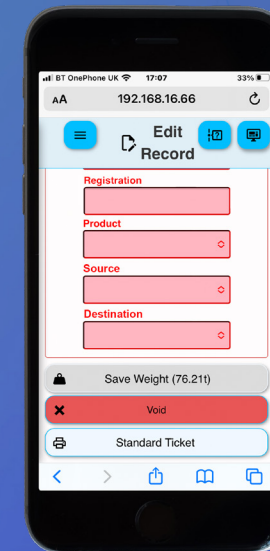 BT OnePhone UK 17:07 33%
AA 192.168.16.66
Edit
Record
Registration
Product
Source
Destination
Save Weight (76.21t)
Void
Standard Ticket